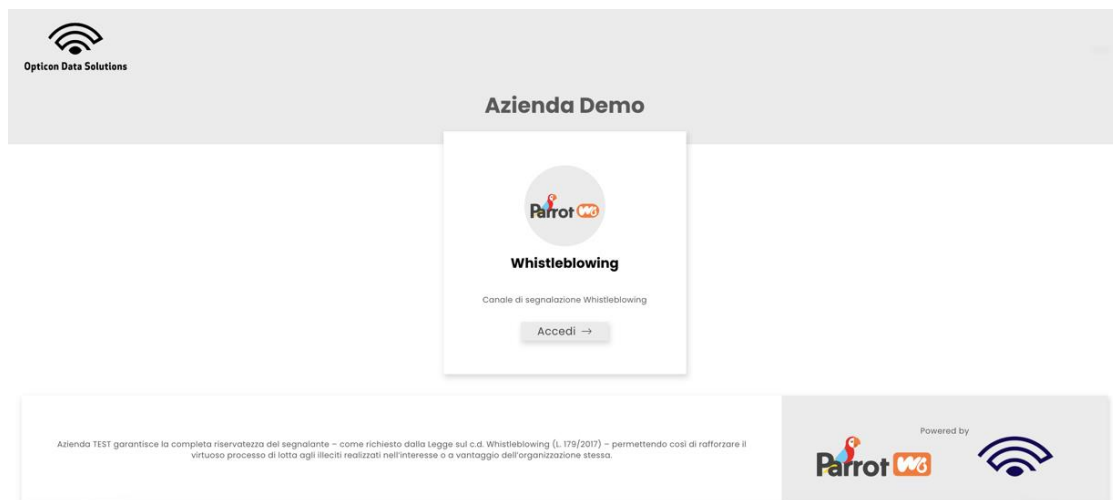 Opticon Data Solutions
Azienda Demo
Parrot WB
Whistleblowing
Canale di segnalazione Whistleblowing
Accedi →
Azienda TEST garantisce la completa riservatezza del segnalante – come richiesto dalla Legge sul c.d. Whistleblowing (L. 179/2017) – permettendo così di rafforzare il
virtuoso processo di lotta agli illeciti realizzati nell'interesse o a vantaggio dell'organizzazione stessa.
Powered by
Parrot WB